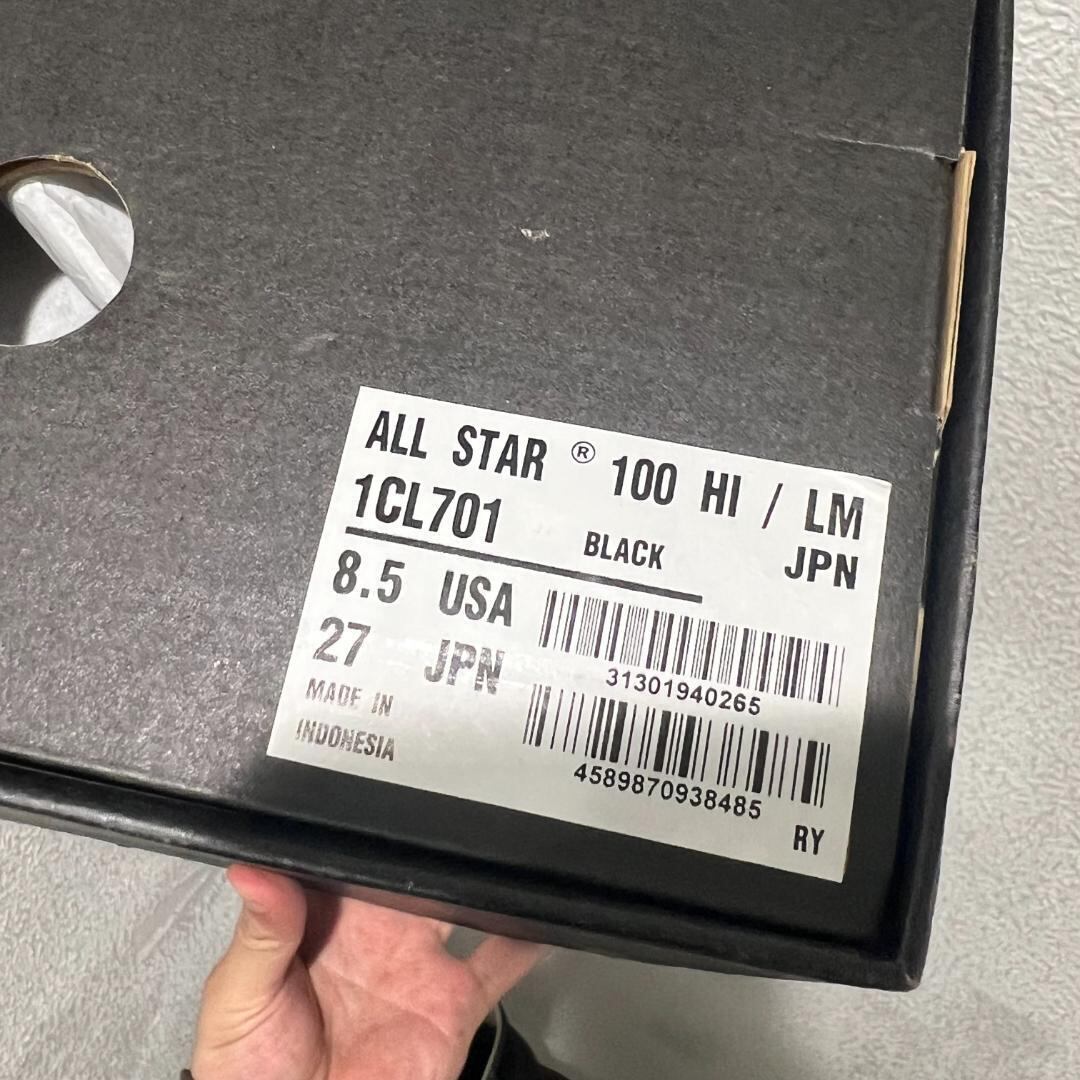 ALL STAR ® 100 HI / LM
1CL701 BLACK JPN
8.5 USA
27 JPN
31301940265
MADE IN
INDONESIA
4589870938485
RY